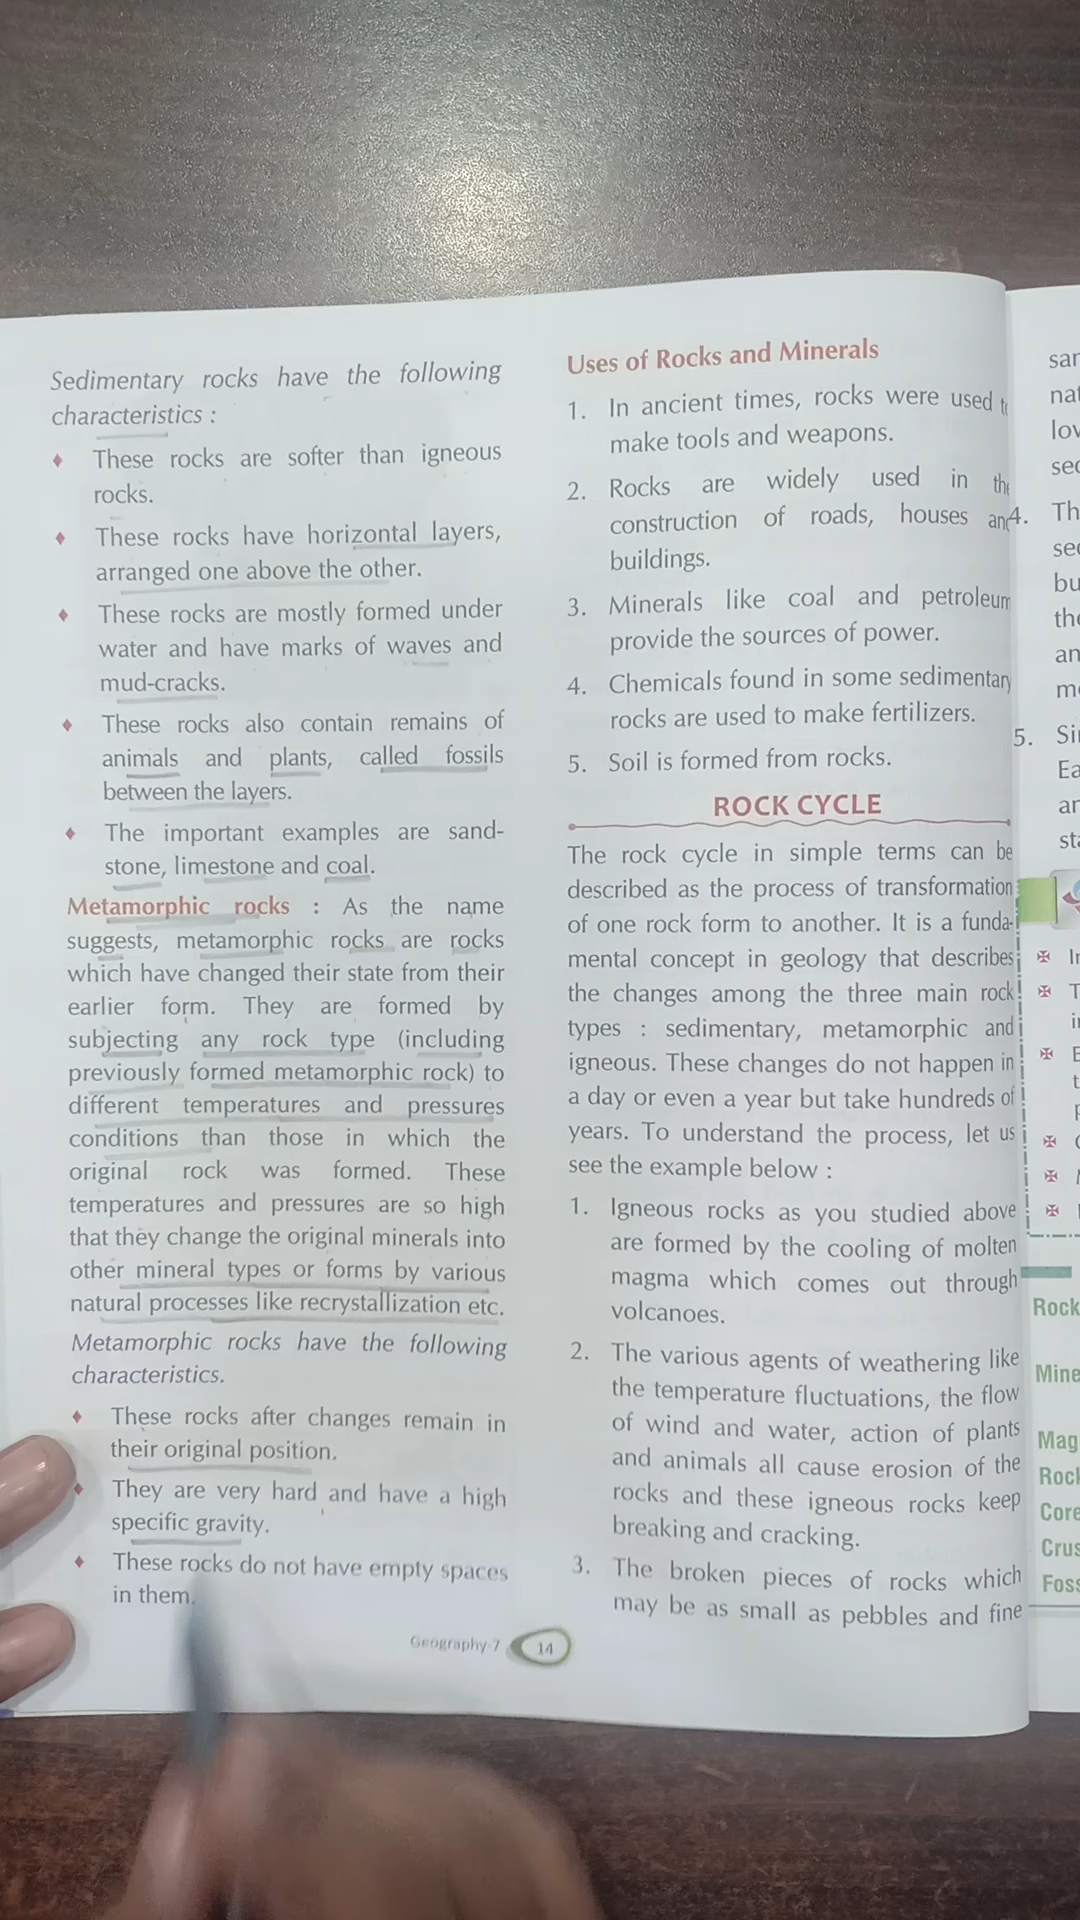 Sedimentary rocks have the following
characteristics :
♦ These rocks are softer than igneous
rocks.
♦ These rocks have horizontal layers,
arranged one above the other.
♦ These rocks are mostly formed under
water and have marks of waves and
mud-cracks.
♦ These rocks also contain remains of
animals and plants, called fossils
between the layers.
♦ The important examples are sand-
stone, limestone and coal.
Metamorphic rocks : As the name
suggests, metamorphic rocks are rocks
which have changed their state from their
earlier form. They are formed by
subjecting any rock type (including
previously formed metamorphic rock) to
different temperatures and pressures
conditions than those in which the
original rock was formed. These
temperatures and pressures are so high
that they change the original minerals into
other mineral types or forms by various
natural processes like recrystallization etc.
Metamorphic rocks have the following
characteristics.
♦ These rocks after changes remain in
their original position.
♦ They are very hard and have a high
specific gravity.
♦ These rocks do not have empty spaces
in them.
Uses of Rocks and Minerals
1. In ancient times, rocks were used
make tools and weapons.
2. Rocks are widely used in the
construction of roads, houses and
buildings.
3. Minerals like coal and petroleum
provide the sources of power.
4. Chemicals found in some sedimentary
rocks are used to make fertilizers.
5. Soil is formed from rocks.
ROCK CYCLE
The rock cycle in simple terms can be
described as the process of transformation
of one rock form to another. It is a funda-
mental concept in geology that describes
the changes among the three main rock
types : sedimentary, metamorphic and
igneous. These changes do not happen in
a day or even a year but take hundreds of
years. To understand the process, let us
see the example below :
1. Igneous rocks as you studied above
are formed by the cooling of molten
magma which comes out through
volcanoes.
2. The various agents of weathering like
the temperature fluctuations, the flow
of wind and water, action of plants
and animals all cause erosion of the
rocks and these igneous rocks keep
breaking and cracking.
3. The broken pieces of rocks which
may be as small as pebbles and fine
Geography-7 14
4. Th
5.
Rock